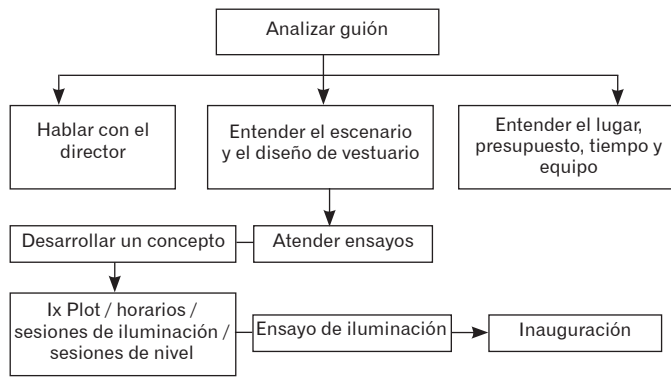 Analizar guión
Hablar con el
director
Entender el escenario
y el diseño de vestuario
Entender el lugar,
presupuesto, tiempo y
equipo
Desarrollar un concepto
Atender ensayos
Ix Plot / horarios /
sesiones de iluminación /
sesiones de nivel
Ensayo de iluminación
Inauguración